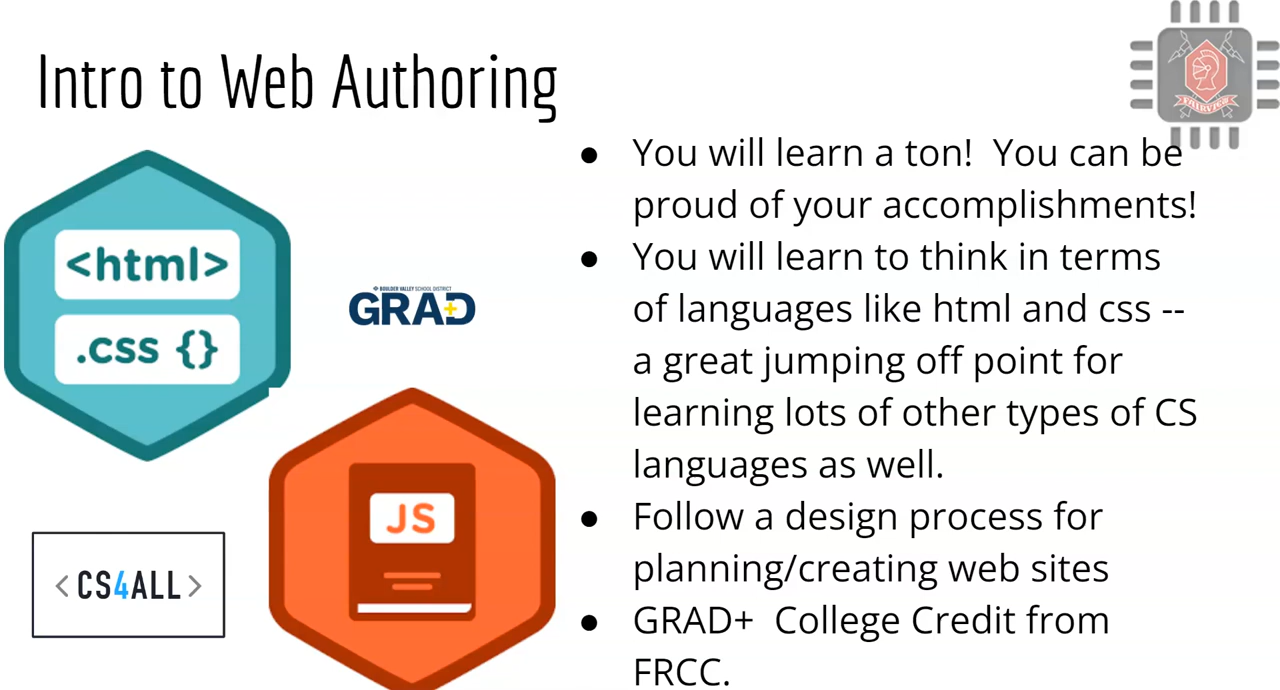 Intro to Web Authoring
FAIRVIEW
● You will learn a ton!  You can be
proud of your accomplishments!
● You will learn to think in terms
of languages like html and css --
a great jumping off point for
learning lots of other types of CS
languages as well.
● Follow a design process for
planning/creating web sites
● GRAD+  College Credit from
FRCC.
<html>
.css {}
BOULDER VALLEY SCHOOL DISTRICT
GRAD
JS
<CS4ALL>